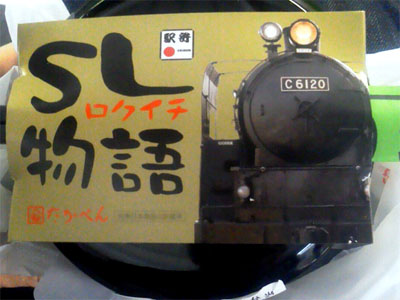 駅弁
SL
ロクイチ
物語
C6120
たかべん